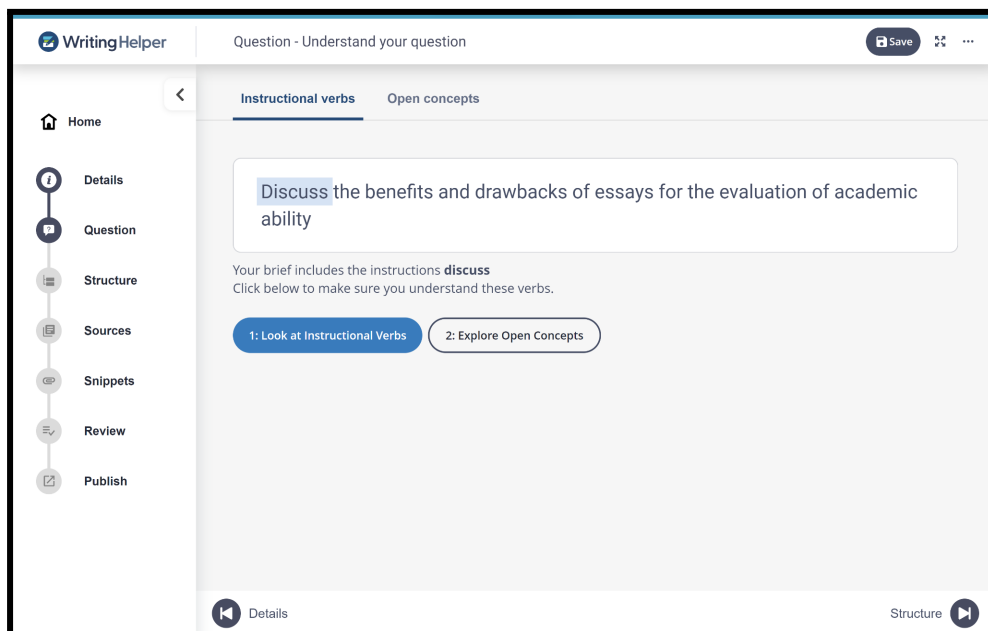 WritingHelper
Question - Understand your question
Save
Instructional verbs
Open concepts
Home
Details
Question
Structure
Sources
Snippets
Review
Publish
Discuss the benefits and drawbacks of essays for the evaluation of academic
ability
Your brief includes the instructions discuss
Click below to make sure you understand these verbs.
1: Look at Instructional Verbs
2: Explore Open Concepts
Details
Structure